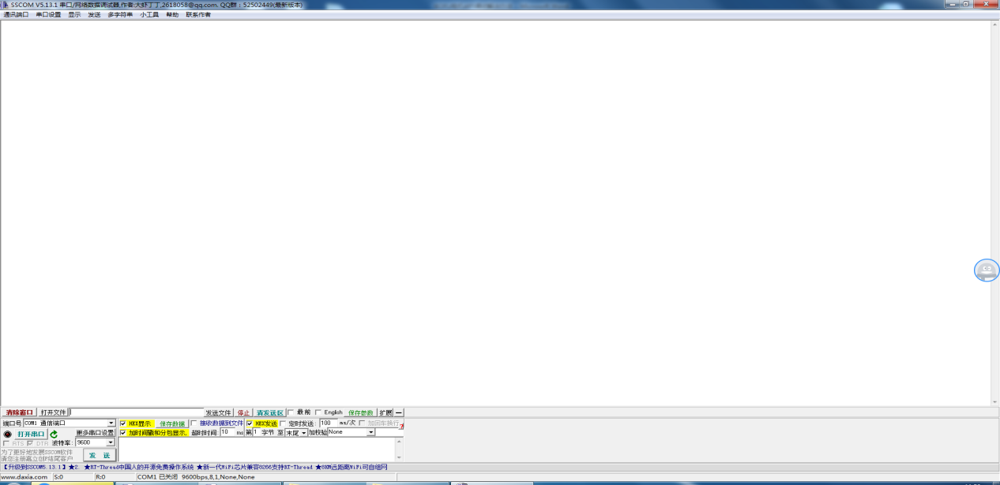 SSCOM V5.13.1 串口/网络数据调试器,作者:大虾丁丁,2618058@qq.com. QQ群：52502449(最新版本)
通讯端口 串口设置 显示 发送 多字符串 小工具 帮助 联系作者
清除窗口 打开文件 发送文件 停止 清发送区 最前 English 保存参数 扩展 —
端口号 COM1 通信端口 HEX显示 保存数据 接收数据到文件 HEX发送 定时发送: 100 ms/次 加回车换行
打开串口 更多串口设置 加时间戳和分包显示, 超时时间: 10 ms 第1 字节 至 末尾 加校验 None
RTS DTR 波特率: 9600
为了更好地发展SSCOM软件
请您注册嘉立创F结尾客户
发 送
【升级到SSCOM5.13.1】★2. ★RT-Thread中国人的开源免费操作系统 ★新一代WiFi芯片兼容8266支持RT-Thread ★8KM远距离WiFi可自组网
www.daxia.com S:0 R:0 COM1 已关闭 9600bps,8,1,None,None